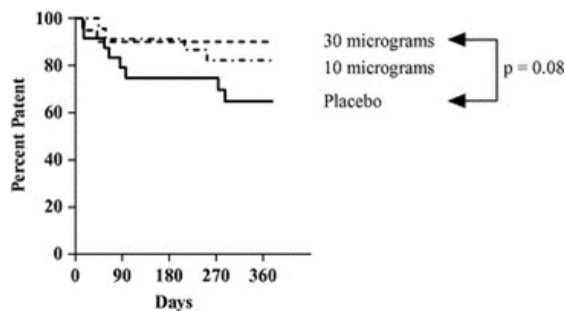 100
80
60
40
20
0
Percent Patent
0 90 180 270 360
Days
30 micrograms
10 micrograms
Placebo
p = 0.08